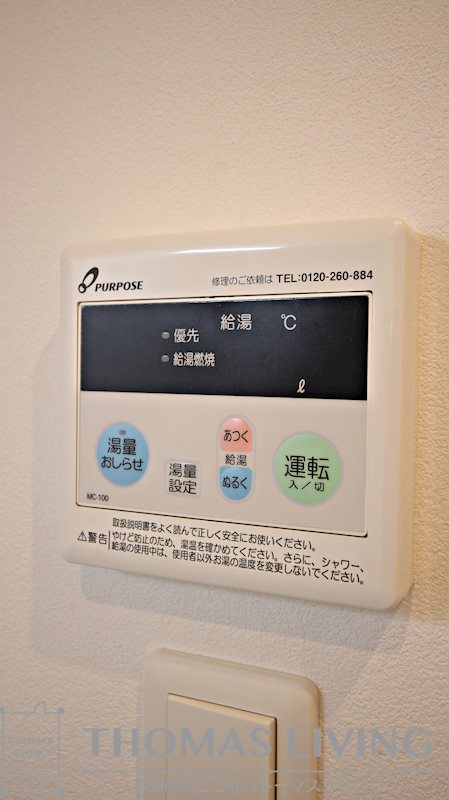 PURPOSE
修理のご依頼は TEL:0120-260-884
給湯 ℃
優先
給湯燃焼
ℓ
湯量
おしらせ
湯量
設定
あつく
給湯
ぬるく
運転
入/切
MC-100
⚠警告
取扱説明書をよく読んで正しく安全にお使いください。
やけど防止のため、湯温を確かめてください。さらに、シャワー、
給湯の使用中は、使用者以外お湯の温度を変更しないでください。
THOMAS LIVING
THOMAS
LIVING